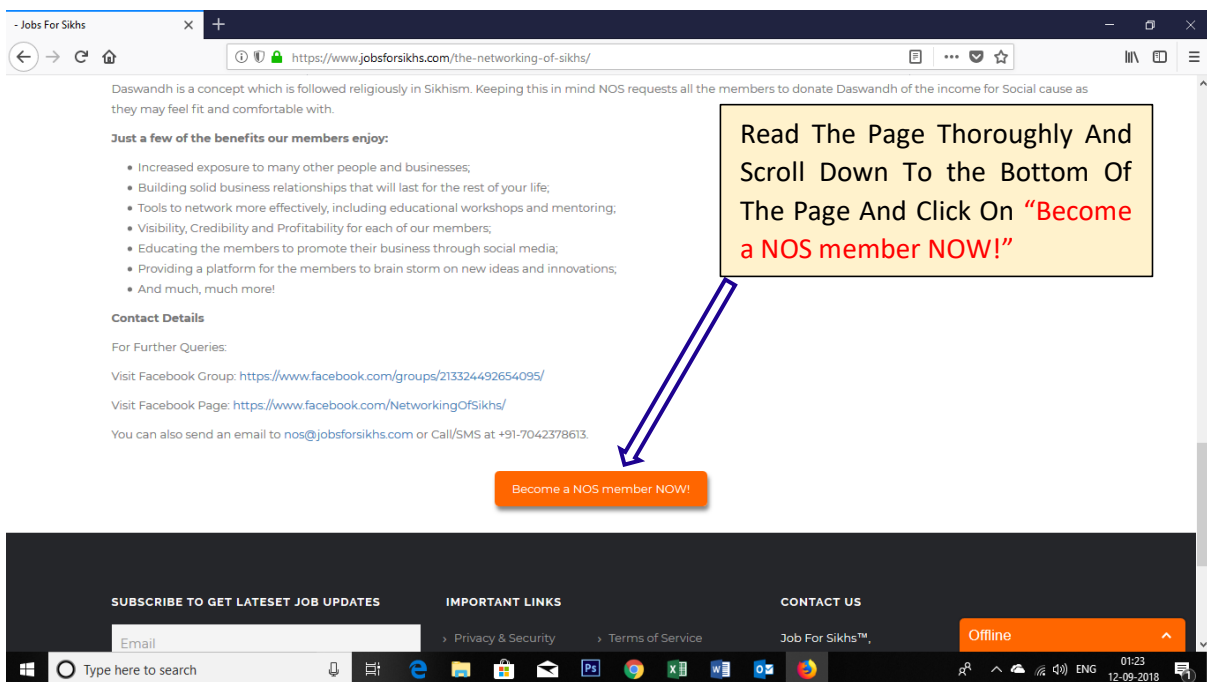 - Jobs For Sikhs
https://www.jobsforsikhs.com/the-networking-of-sikhs/
Daswandh is a concept which is followed religiously in Sikhism. Keeping this in mind NOS requests all the members to donate Daswandh of the income for Social cause as
they may feel fit and comfortable with.
Just a few of the benefits our members enjoy:
• Increased exposure to many other people and businesses;
• Building solid business relationships that will last for the rest of your life;
• Tools to network more effectively, including educational workshops and mentoring;
• Visibility, Credibility and Profitability for each of our members;
• Educating the members to promote their business through social media;
• Providing a platform for the members to brain storm on new ideas and innovations;
• And much, much more!
Read The Page Thoroughly And
Scroll Down To the Bottom Of
The Page And Click On “Become
a NOS member NOW!”
Contact Details
For Further Queries:
Visit Facebook Group: https://www.facebook.com/groups/213324492654095/
Visit Facebook Page: https://www.facebook.com/NetworkingOfSikhs/
You can also send an email to nos@jobsforsikhs.com or Call/SMS at +91-7042378613.
Become a NOS member NOW!
SUBSCRIBE TO GET LATESET JOB UPDATES
Email
IMPORTANT LINKS
› Privacy & Security
› Terms of Service
CONTACT US
Job For Sikhs™,
Offline
Type here to search
Ps
ENG
01:23
12-09-2018